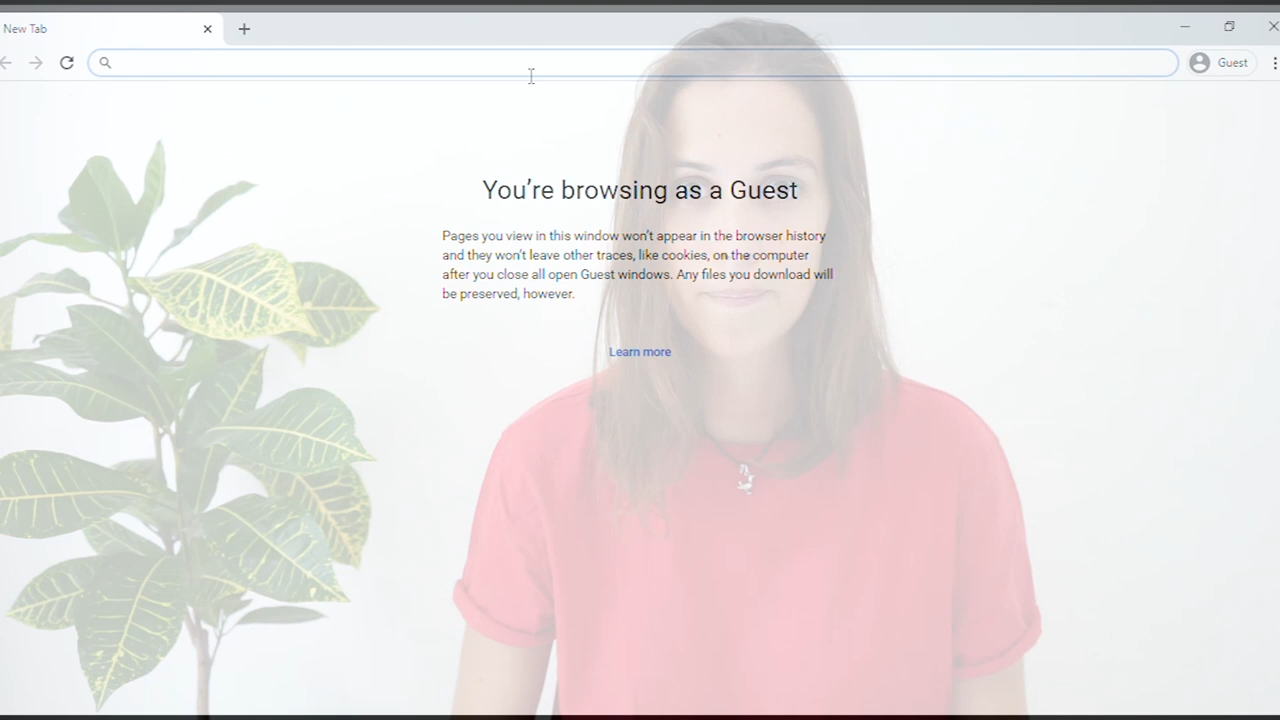 New Tab
Guest
You're browsing as a Guest
Pages you view in this window won't appear in the browser history
and they won't leave other traces, like cookies, on the computer
after you close all open Guest windows. Any files you download will
be preserved, however.
Learn more